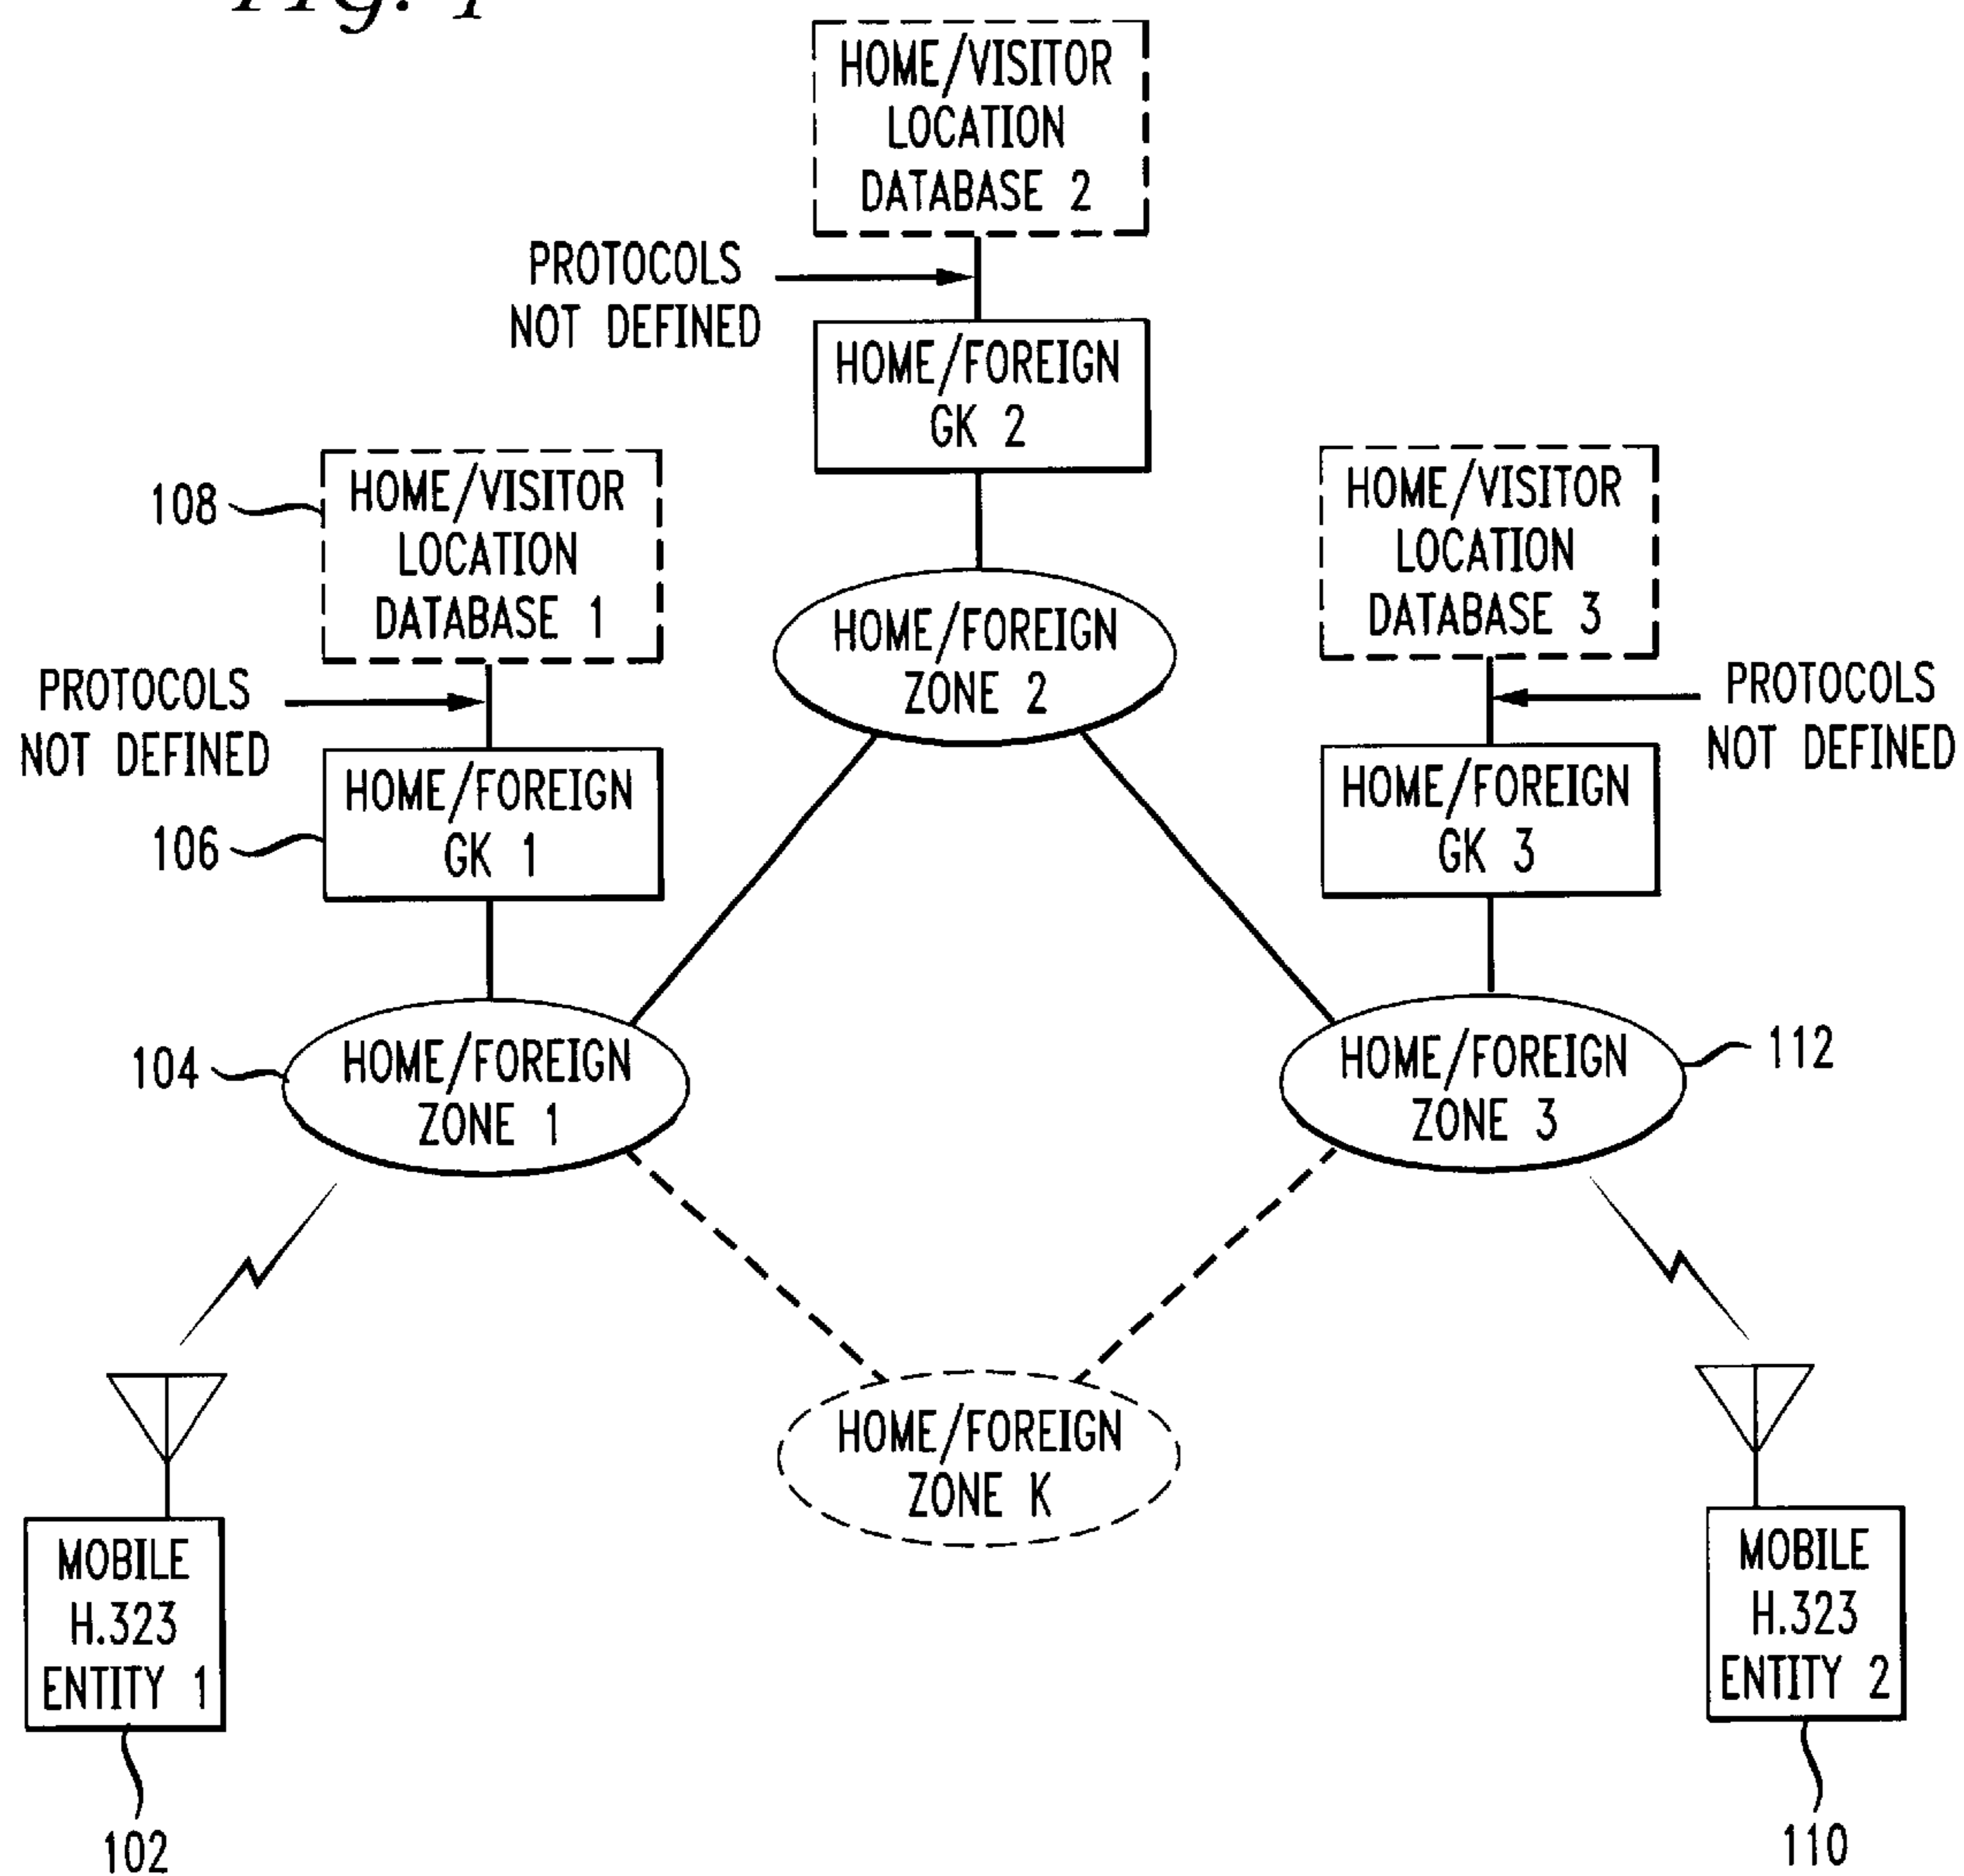 Fig. 1
HOME/VISITOR
LOCATION
DATABASE 2
PROTOCOLS
NOT DEFINED
HOME/FOREIGN
GK 2
108
HOME/VISITOR
LOCATION
DATABASE 1
HOME/VISITOR
LOCATION
DATABASE 3
HOME/FOREIGN
ZONE 2
PROTOCOLS
NOT DEFINED
PROTOCOLS
NOT DEFINED
106
HOME/FOREIGN
GK 1
HOME/FOREIGN
GK 3
104
HOME/FOREIGN
ZONE 1
HOME/FOREIGN
ZONE 3
112
HOME/FOREIGN
ZONE K
MOBILE
H.323
ENTITY 1
MOBILE
H.323
ENTITY 2
102
110